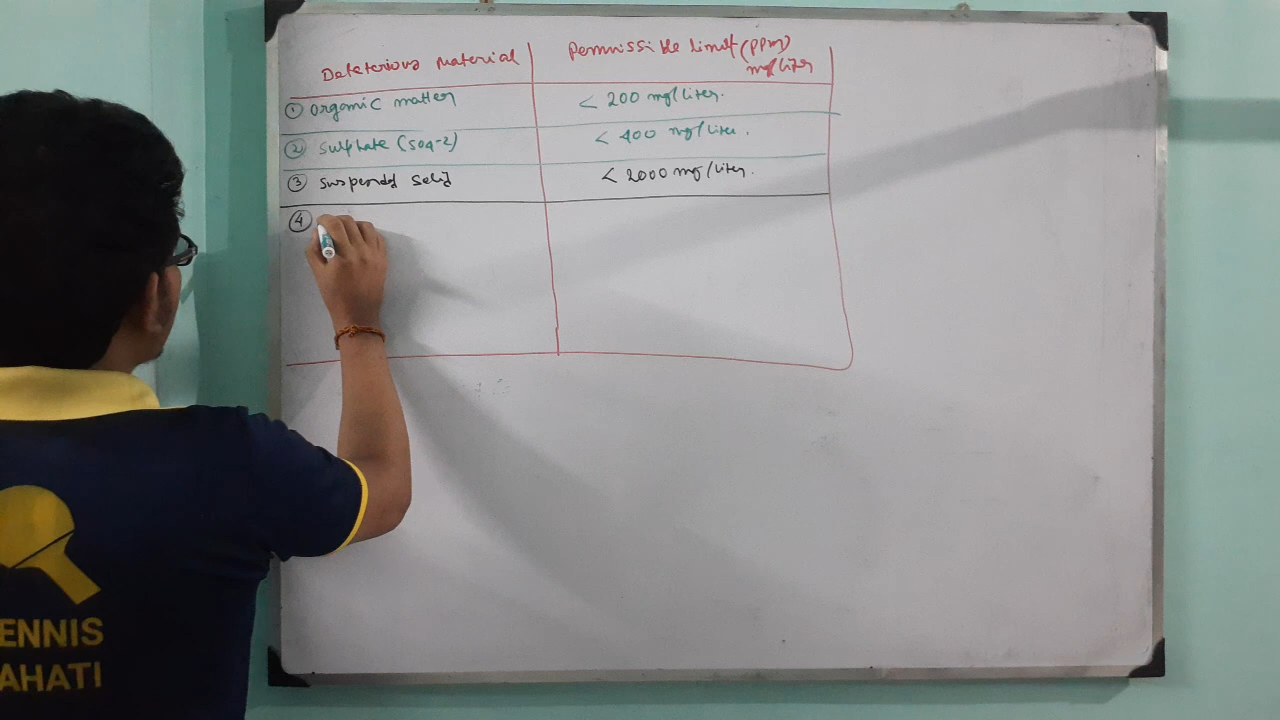 Deleterious Material
Permissible limit (PPM)
mg/liter
① Organic matter
< 200 mg/liter.
② Sulphate (SO4-2)
< 400 mg/liter.
③ Suspended Solid
< 2000 mg/liter.
④
ENNIS
AHATI